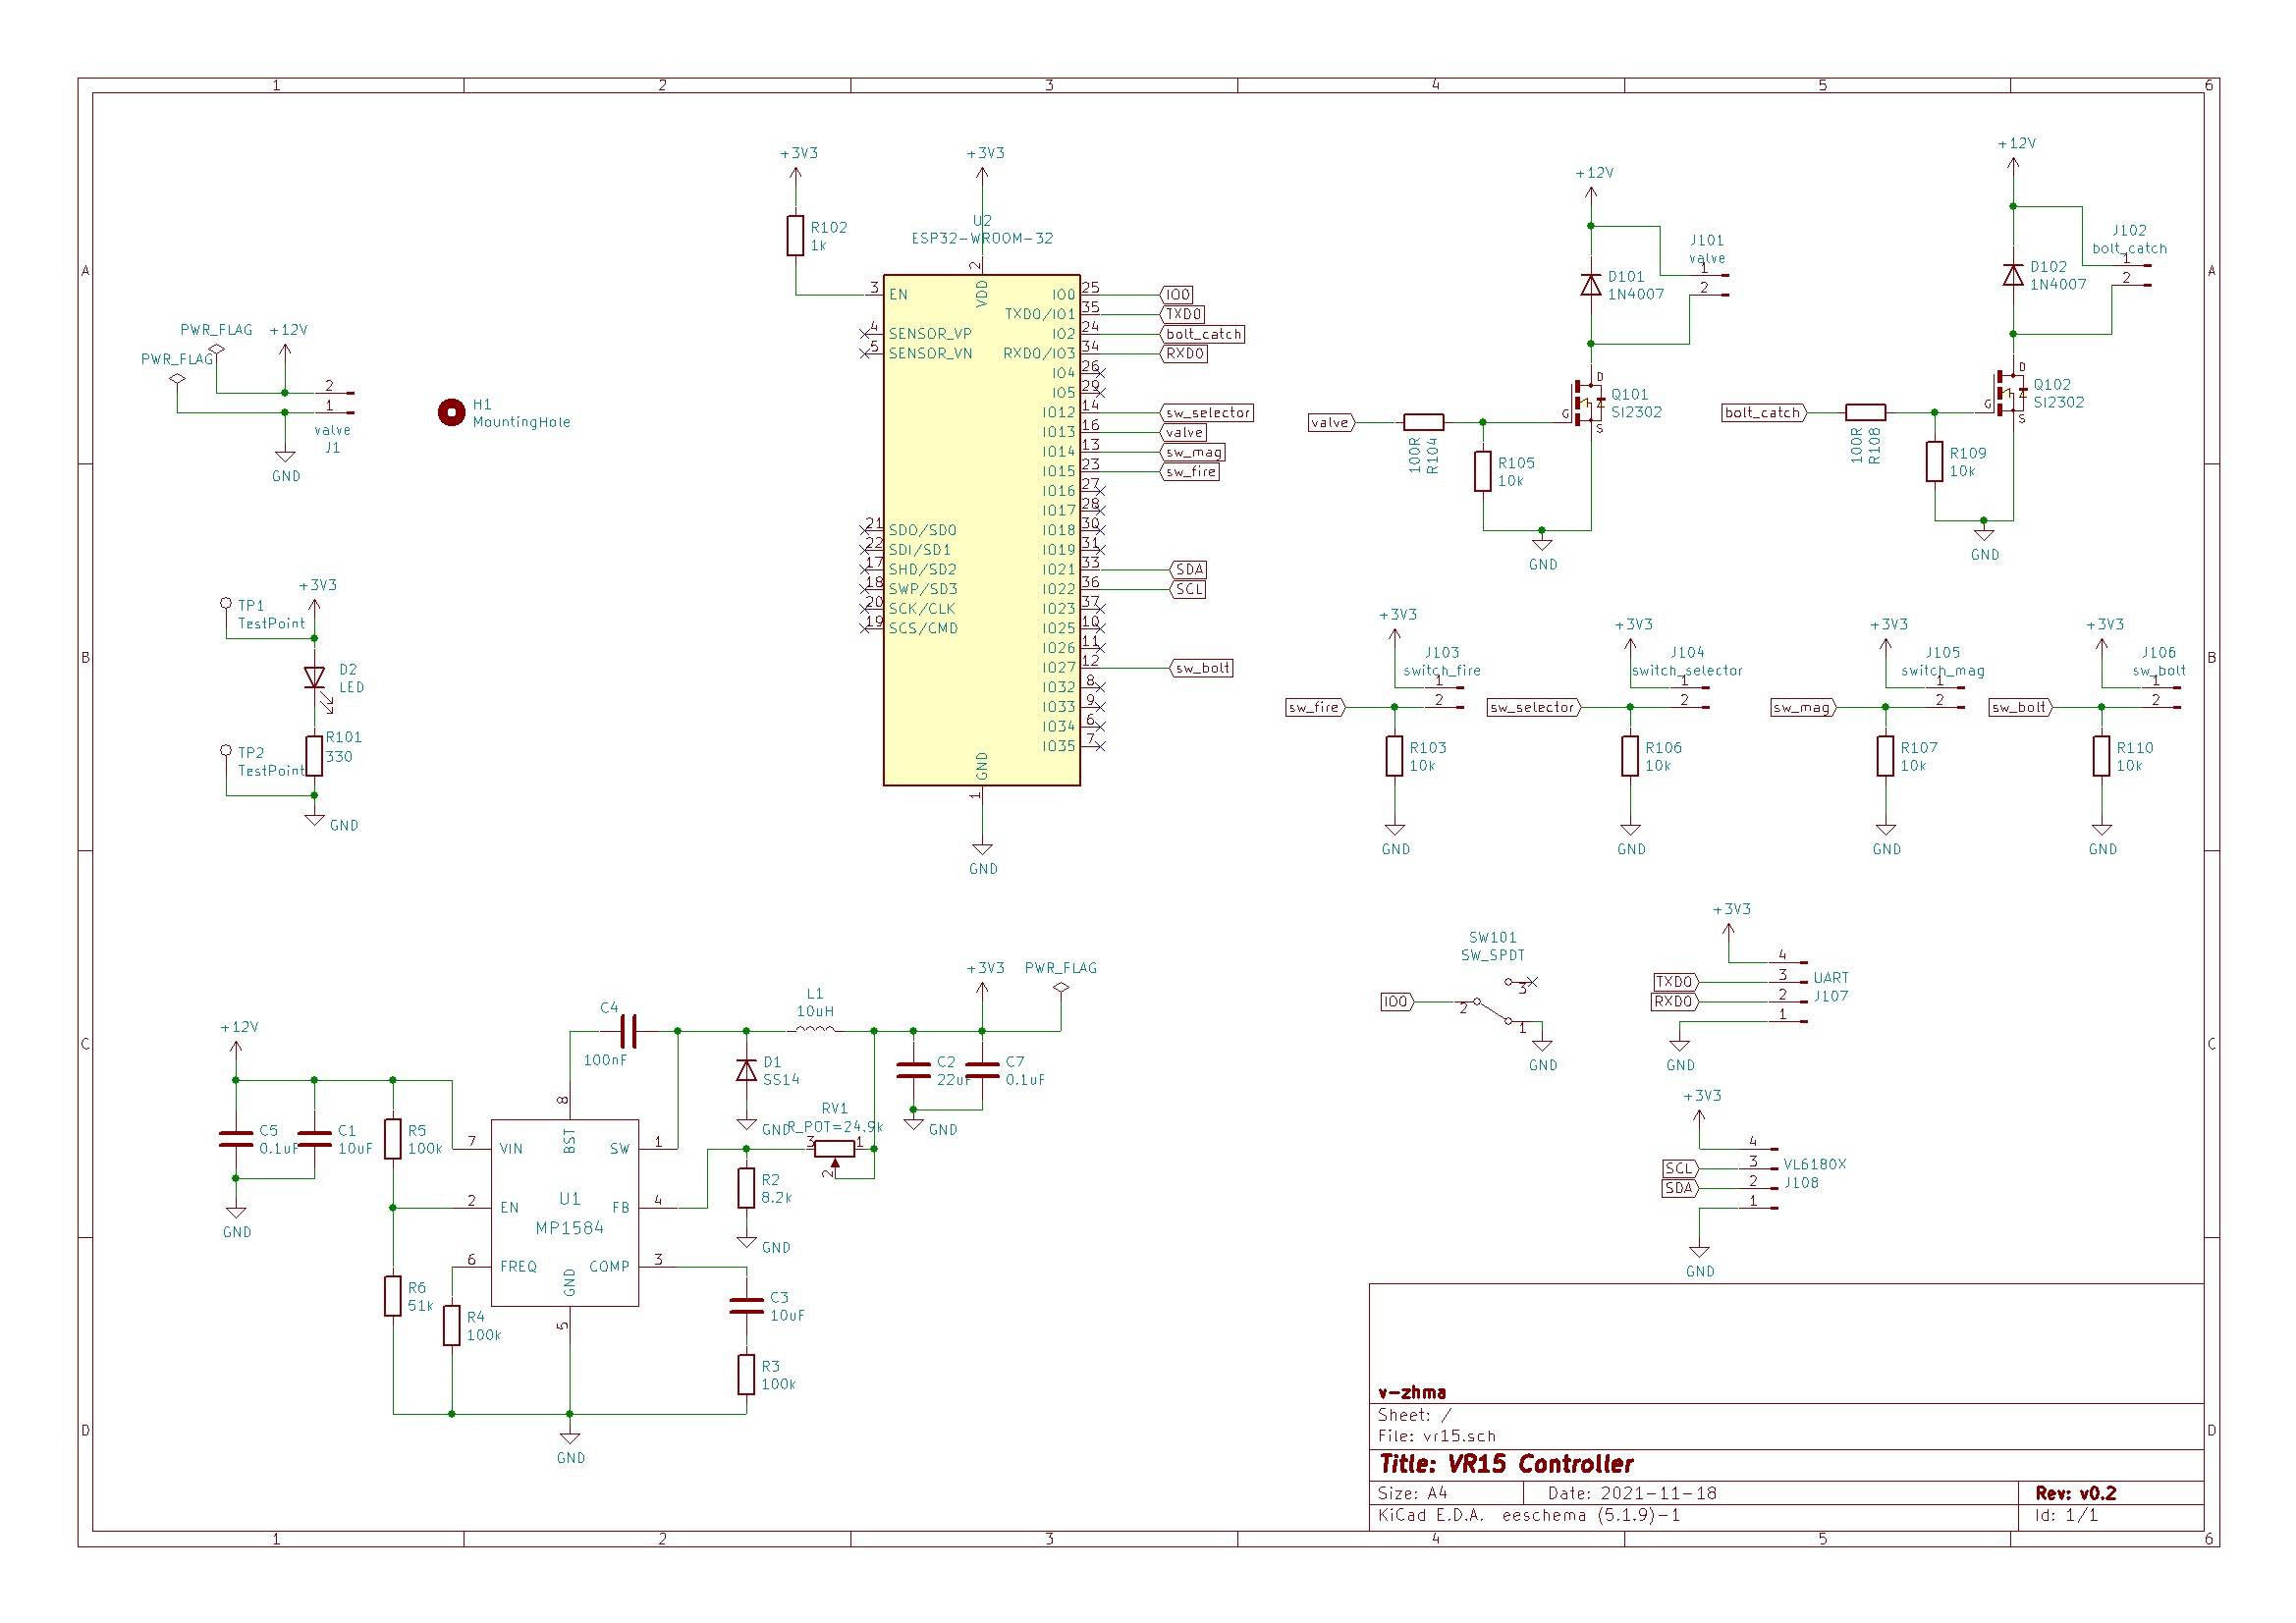 1 2 3 4 5 6
A
B
C
D
PWR_FLAG
+12V
PWR_FLAG
2
1
valve
J1
GND
H1
MountingHole
+3V3
TP1
TestPoint
D2
LED
R101
330
TP2
TestPoint
GND
+3V3
R102
1k
+3V3
U2
ESP32-WROOM-32
2
VDD
3 EN
4 SENSOR_VP
5 SENSOR_VN
21 SDO/SD0
22 SDI/SD1
17 SHD/SD2
18 SWP/SD3
20 SCK/CLK
19 SCS/CMD
IO0 25 IO0
TXD0/IO1 35 TXD0
IO2 24 bolt_catch
RXD0/IO3 34 RXD0
IO4 26
IO5 29
IO12 14 sw_selector
IO13 16 valve
IO14 13 sw_mag
IO15 23 sw_fire
IO16 27
IO17 28
IO18 30
IO19 31
IO21 33 SDA
IO22 36 SCL
IO23 37
IO25 10
IO26 11
IO27 12 sw_bolt
IO32 8
IO33 9
IO34 6
IO35 7
GND
1
GND
+12V
J101
valve
1
2
D101
1N4007
D
G
S
Q101
SI2302
valve
100R
R104
R105
10k
GND
+12V
J102
bolt_catch
1
2
D102
1N4007
D
G
S
Q102
SI2302
bolt_catch
100R
R108
R109
10k
GND
+3V3
J103
switch_fire
1
2
sw_fire
R103
10k
GND
+3V3
J104
switch_selector
1
2
sw_selector
R106
10k
GND
+3V3
J105
switch_mag
1
2
sw_mag
R107
10k
GND
+3V3
J106
sw_bolt
1
2
sw_bolt
R110
10k
GND
SW101
SW_SPDT
IO0
3
2
1
GND
+3V3
4
TXD0 3
RXD0 2
1
UART
J107
GND
+3V3
4
SCL 3
SDA 2
1
VL6180X
J108
GND
+12V
C5
0.1uF
C1
10uF
GND
R5
100k
R6
51k
R4
100k
U1
MP1584
7 VIN
2 EN
6 FREQ
8 BST
SW 1
FB 4
COMP 3
GND 5
GND
C4
100nF
L1
10uH
D1
SS14
GND
RV1
R_POT=24.9k
3
1
2
R2
8.2k
GND
C3
10uF
R3
100k
+3V3
PWR_FLAG
C2
22uF
C7
0.1uF
GND
v-zhma
Sheet: /
File: vr15.sch
Title: VR15 Controller
Size: A4 Date: 2021-11-18 Rev: v0.2
KiCad E.D.A. eeschema (5.1.9)-1 Id: 1/1
A
B
C
D
1 2 3 4 5 6